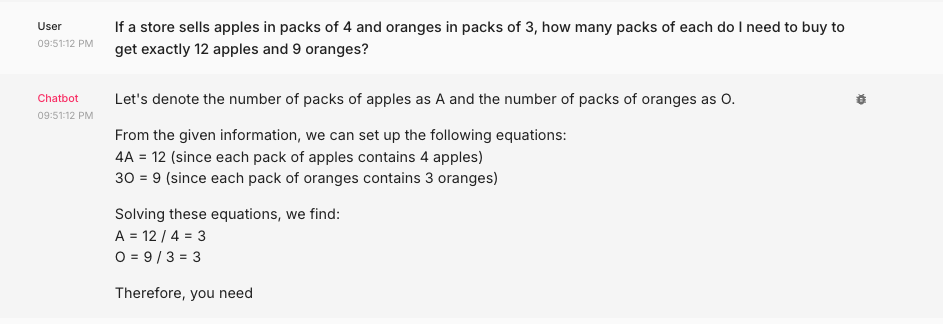 User
09:51:12 PM
If a store sells apples in packs of 4 and oranges in packs of 3, how many packs of each do I need to buy to
get exactly 12 apples and 9 oranges?
Chatbot
09:51:12 PM
Let's denote the number of packs of apples as A and the number of packs of oranges as O.
From the given information, we can set up the following equations:
4A = 12 (since each pack of apples contains 4 apples)
3O = 9 (since each pack of oranges contains 3 oranges)
Solving these equations, we find:
A = 12 / 4 = 3
O = 9 / 3 = 3
Therefore, you need